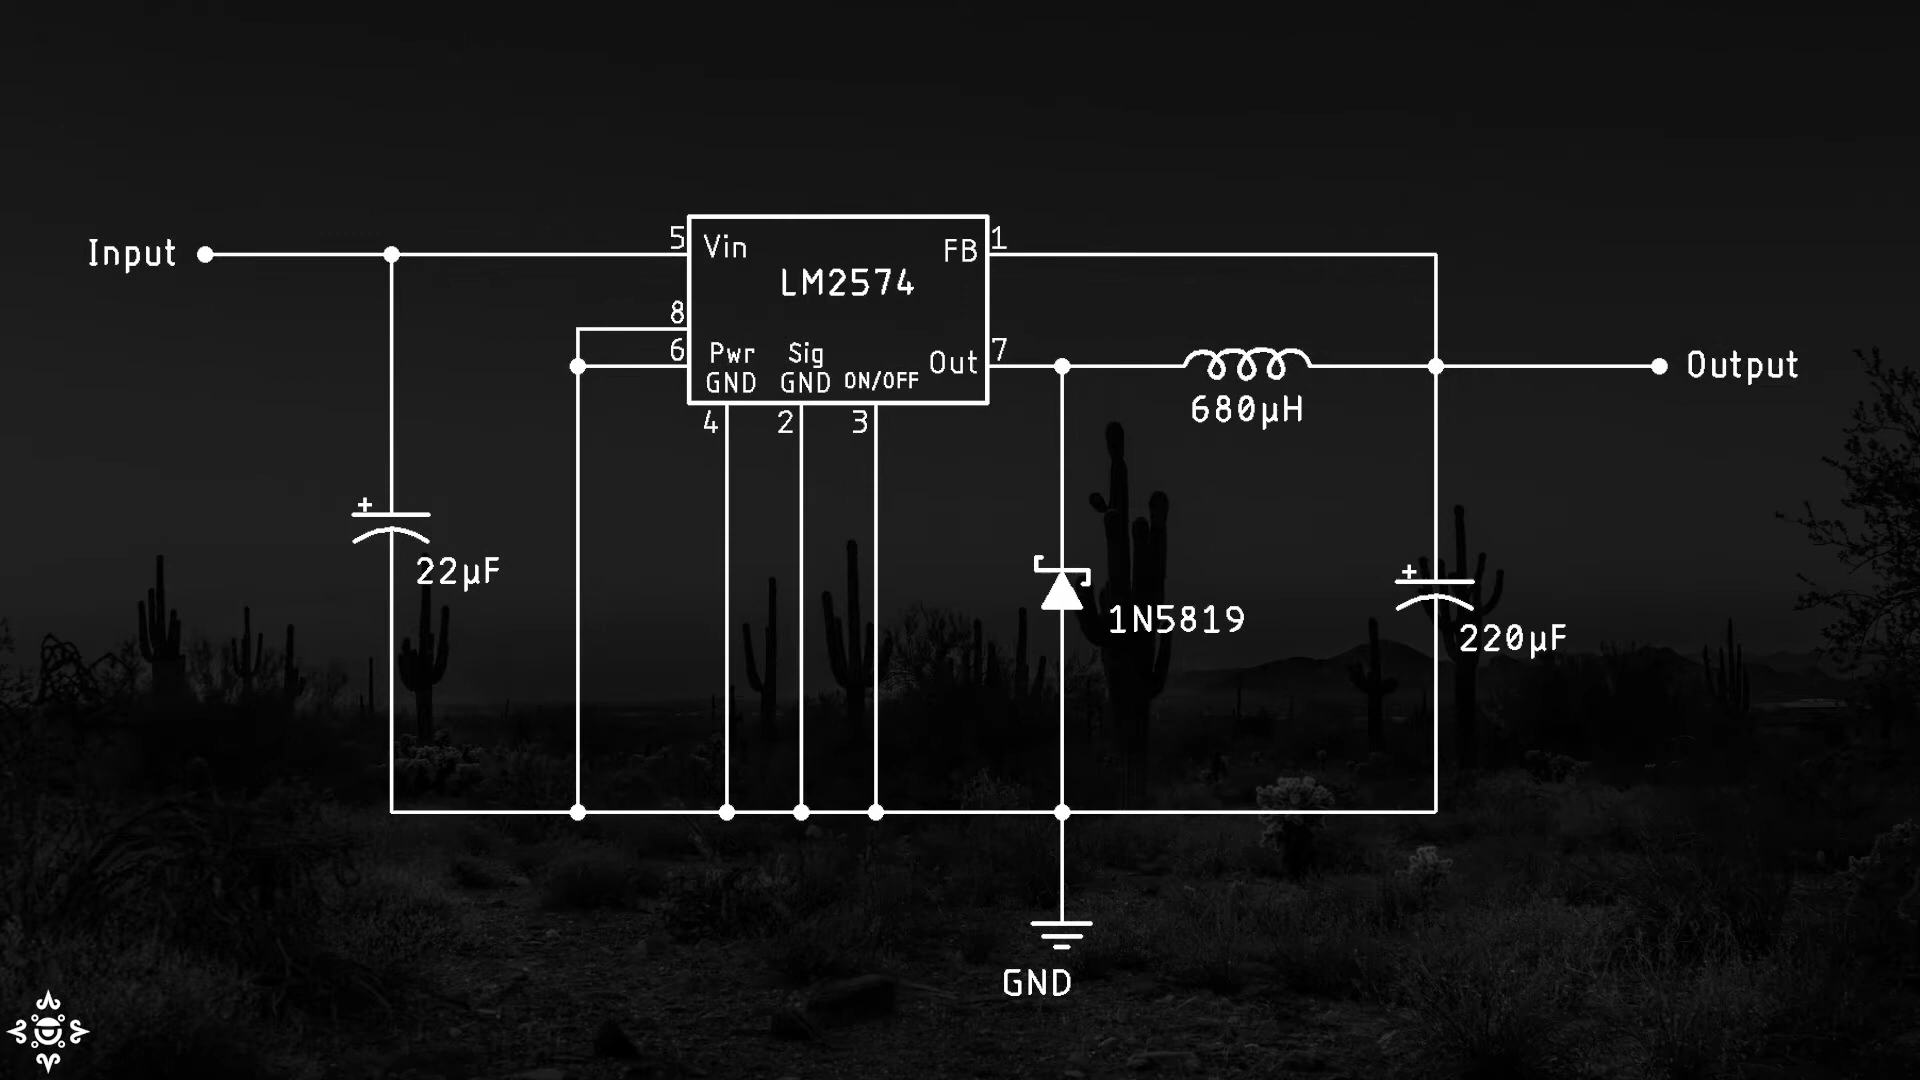 Input
5
Vin
FB
1
LM2574
8
6
Pwr
GND
Sig
GND
ON/OFF
Out
7
Output
4
2
3
680µH
+
22µF
1N5819
+
220µF
GND